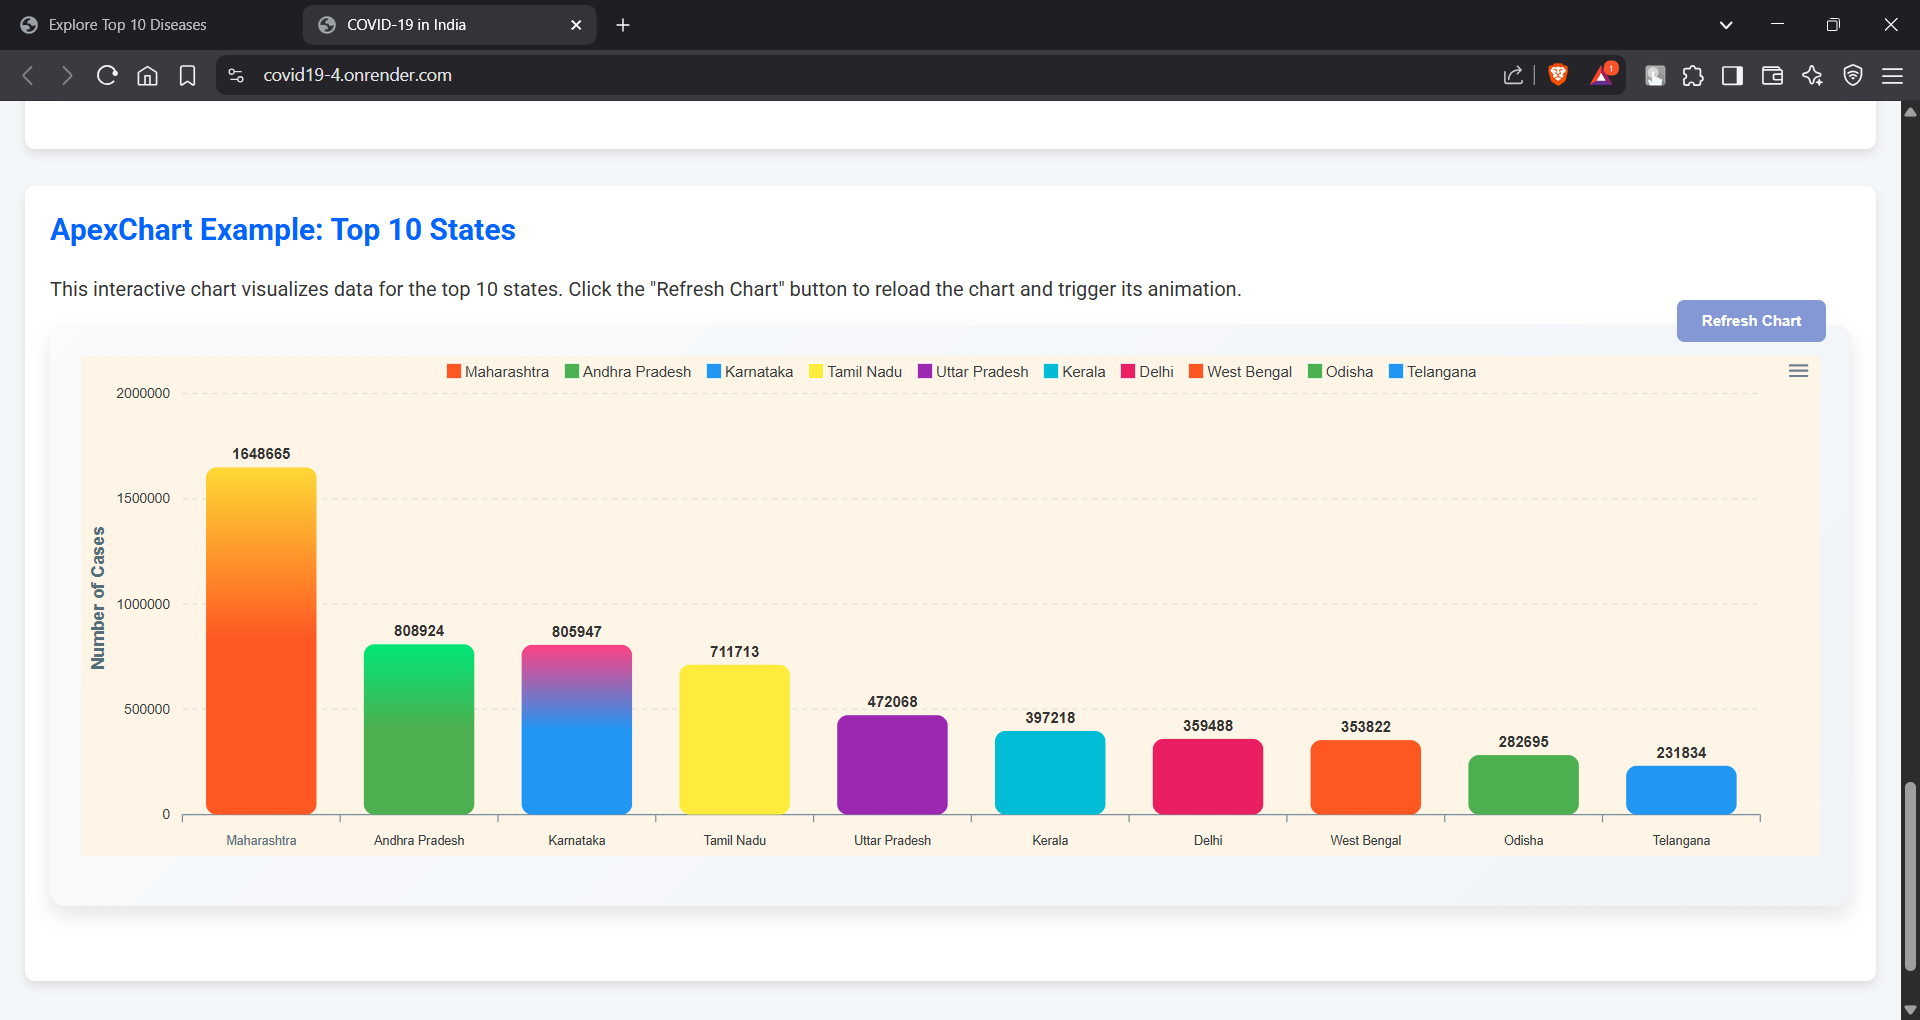 Explore Top 10 Diseases
COVID-19 in India
covid19-4.onrender.com
1
ApexChart Example: Top 10 States
This interactive chart visualizes data for the top 10 states. Click the "Refresh Chart" button to reload the chart and trigger its animation.
Refresh Chart
Maharashtra Andhra Pradesh Karnataka Tamil Nadu Uttar Pradesh Kerala Delhi West Bengal Odisha Telangana
2000000
1500000
1000000
500000
0
Number of Cases
1648665
808924
805947
711713
472068
397218
359488
353822
282695
231834
Maharashtra Andhra Pradesh Karnataka Tamil Nadu Uttar Pradesh Kerala Delhi West Bengal Odisha Telangana